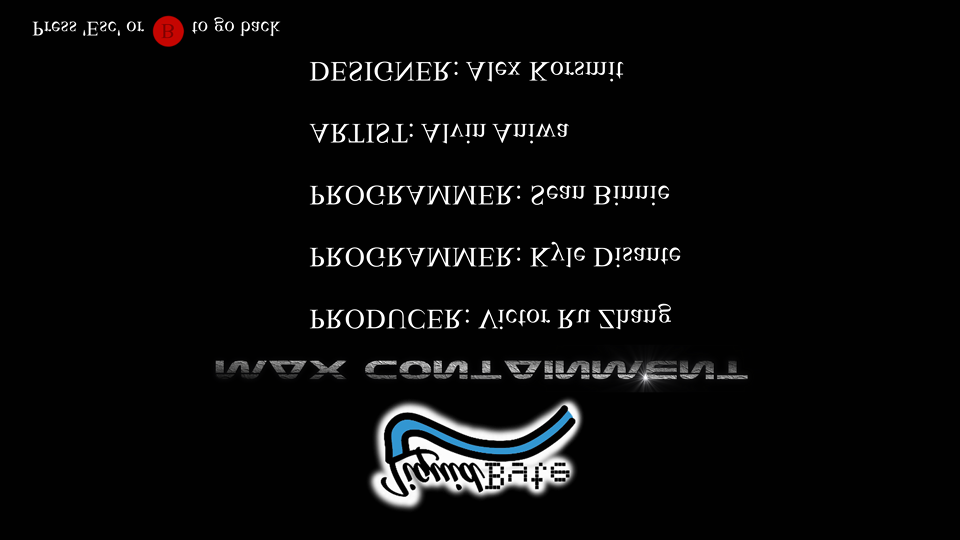 Press 'Esc' or B to go back
DESIGNER: Alex Korsmit
ARTIST: Alvin Aniwa
PROGRAMMER: Sean Binnie
PROGRAMMER: Kyle Disante
PRODUCER: Victor Ru Zhang
MAX CONTAINMENT
LiquidByte